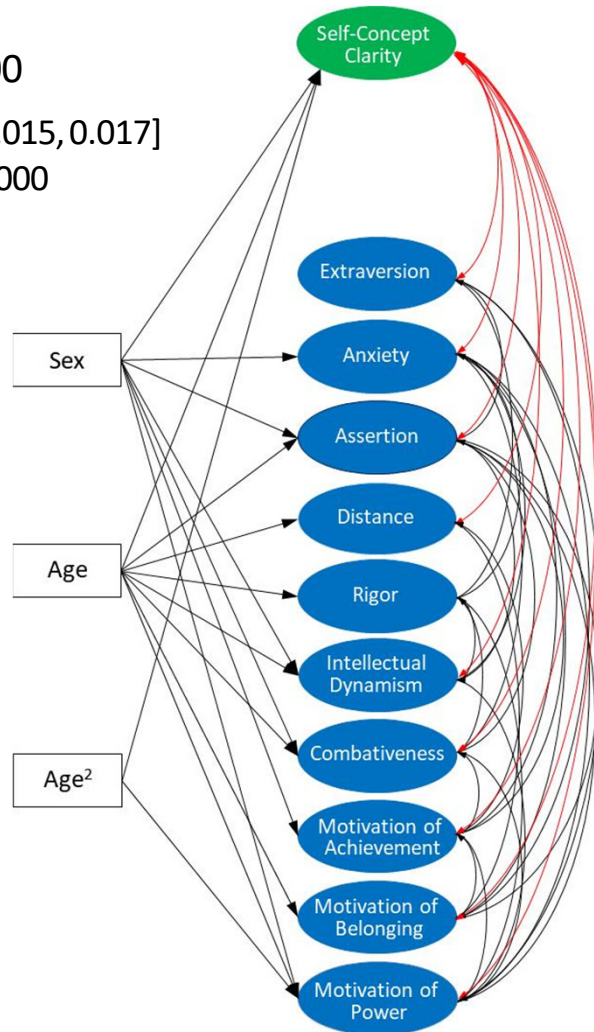 Self-Concept
Clarity
00
.015, 0.017]
000
Extraversion
Sex
Anxiety
Assertion
Distance
Age
Rigor
Intellectual
Dynamism
Combativeness
Age²
Motivation of
Achievement
Motivation of
Belonging
Motivation of
Power